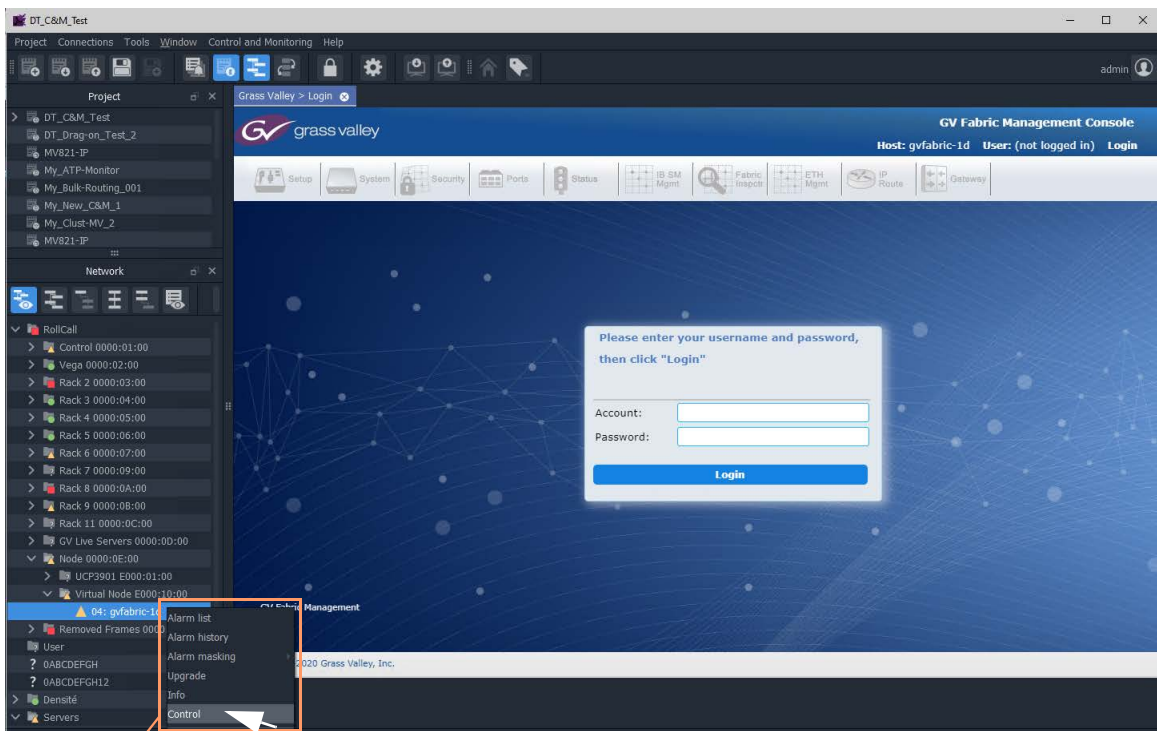 DT_C&M_Test
Project Connections Tools Window Control and Monitoring Help
admin
Project
DT_C&M_Test
DT_Drag-on_Test_2
MV821-IP
My_ATP-Monitor
My_Bulk-Routing_001
My_New_C&M_1
My_Clust-MV_2
MV821-IP
Network
RollCall
Control 0000:01:00
Vega 0000:02:00
Rack 2 0000:03:00
Rack 3 0000:04:00
Rack 4 0000:05:00
Rack 5 0000:06:00
Rack 6 0000:07:00
Rack 7 0000:09:00
Rack 8 0000:0A:00
Rack 9 0000:0B:00
Rack 11 0000:0C:00
GV Live Servers 0000:0D:00
Node 0000:0E:00
UCP3901 E000:01:00
Virtual Node E000:10:00
04: gvfabric-1d
Removed Frames 0000
User
? 0ABCDEFGH
? 0ABCDEFGH12
Densité
Servers
Alarm list
Alarm history
Alarm masking
Upgrade
Info
Control
Grass Valley > Login
GV grass valley
GV Fabric Management Console
Host: gvfabric-1d User: (not logged in) Login
Setup System Security Ports Status IB SM Mgmt Fabric Inspctr ETH Mgmt IP Route Gateway
Please enter your username and password,
then click "Login"
Account:
Password:
Login
GV Fabric Management
2020 Grass Valley, Inc.